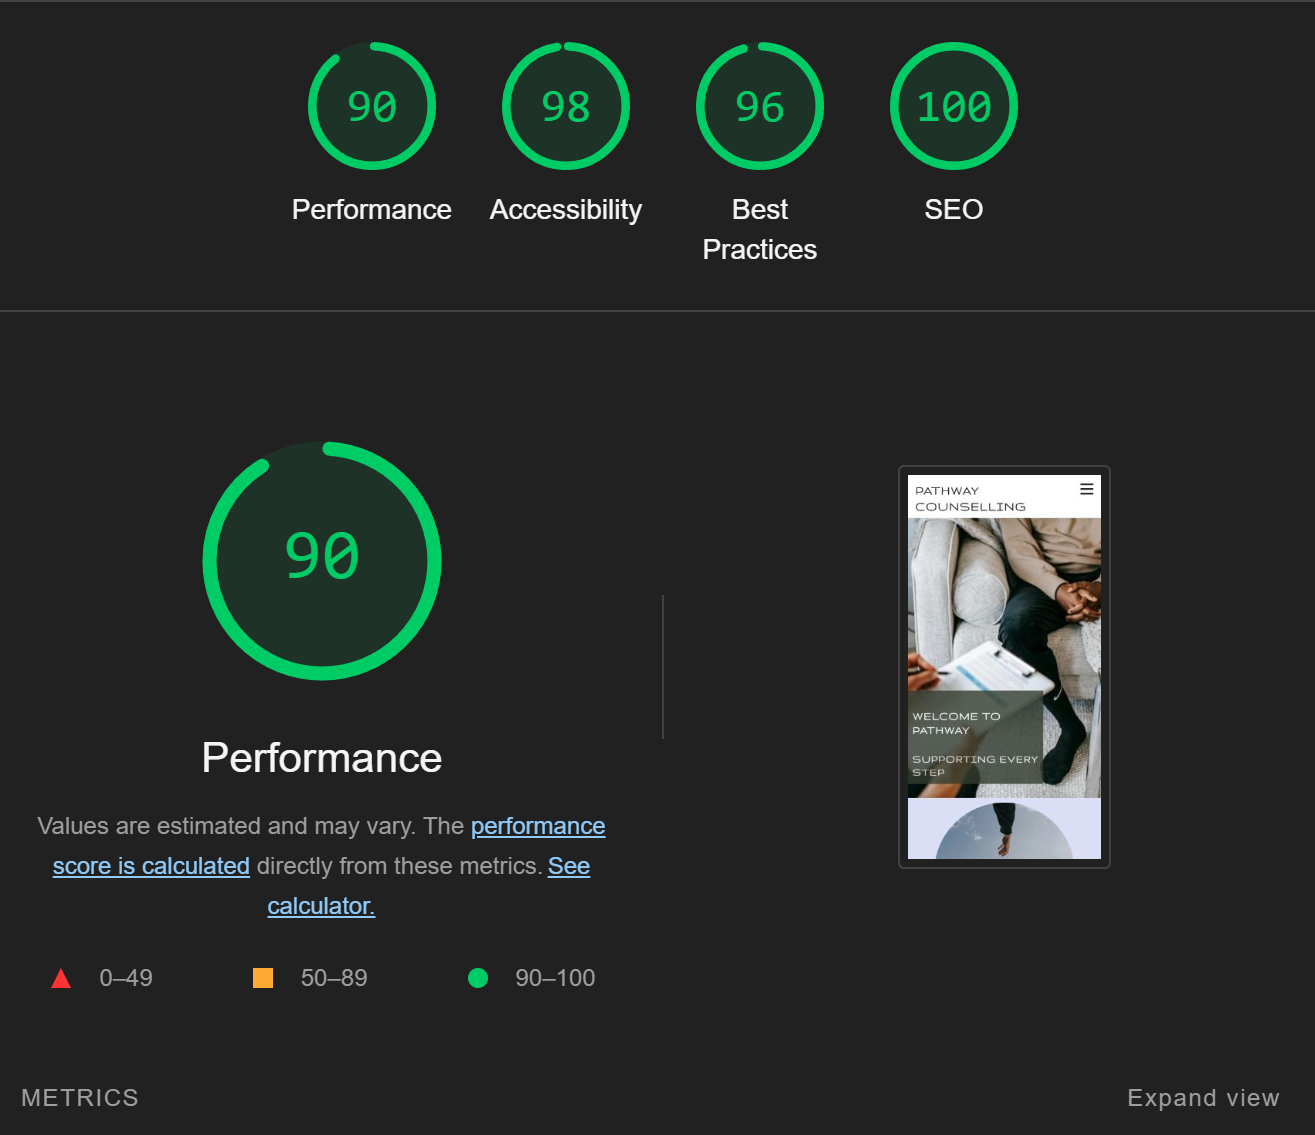 90
98
96
100
Performance
Accessibility
Best
Practices
SEO
90
Performance
Values are estimated and may vary. The performance
score is calculated directly from these metrics. See
calculator.
0–49
50–89
90–100
PATHWAY
COUNSELLING
WELCOME TO
PATHWAY
SUPPORTING EVERY
STEP
METRICS
Expand view